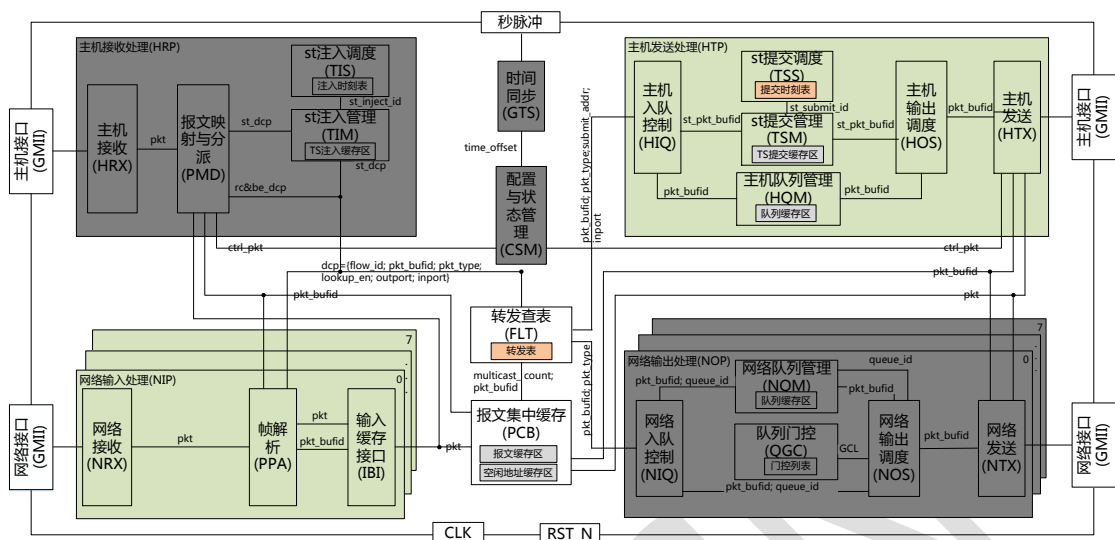 秒脉冲
主机接收处理(HRP)
st注入调度
(TIS)
注入时刻表
st_inject_id
st注入管理
(TIM)
TS注入缓存区
st_dcp
st_dcp
主机
接收
(HRX)
pkt
报文映
射与分
派
(PMD)
rc&be_dcp
主机接口
(GMII)
时间
同步
(GTS)
time_offset
配置
与状
态管
理
(CSM)
ctrl_pkt
ctrl_pkt
pkt_bufid; pkt_type;submit_addr;
inport
主机发送处理(HTP)
st提交调度
(TSS)
提交时刻表
st_submit_id
主机
入队
控制
(HIQ)
st_pkt_bufid
st提交管理
(TSM)
TS提交缓存区
st_pkt_bufid
主机
输出
调度
(HOS)
pkt_bufid
主机
发送
(HTX)
pkt_bufid
主机队列管理
(HQM)
队列缓存区
pkt_bufid
主机接口
(GMII)
dcp={flow_id; pkt_bufid; pkt_type;
lookup_en; outport; inport}
pkt_bufid
pkt_bufid
pkt
转发查表
(FLT)
转发表
multicast_count;
pkt_bufid
pkt_bufid; pkt_type
7
.
.
0
网络输入处理(NIP)
网络
接收
(NRX)
pkt
帧解
析
(PPA)
pkt
pkt_bufid
输入
缓存
接口
(IBI)
pkt
网络接口
(GMII)
报文集中缓存
(PCB)
报文缓存区
空闲地址缓存区
7
.
.
0
网络输出处理(NOP)
网络队列管理
(NQM)
队列缓存区
queue_id
pkt_bufid; queue_id
pkt_bufid
网络
入队
控制
(NIQ)
队列门控
(QGC)
门控列表
GCL
网络
输出
调度
(NOS)
pkt_bufid
网络
发送
(NTX)
pkt_bufid; queue_id
网络接口
(GMII)
CLK
RST_N